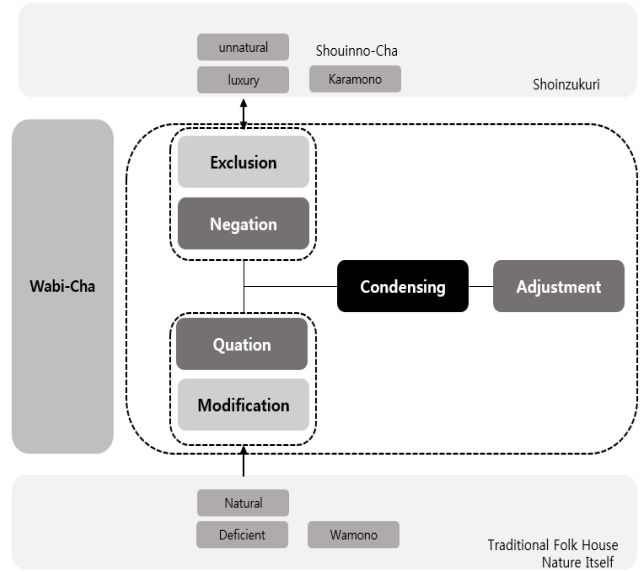 unnatural
Shouinno-Cha
luxury
Karamono
Shoinzukuri
Exclusion
Negation
Wabi-Cha
Condensing
Adjustment
Quation
Modification
Natural
Deficient
Wamono
Traditional Folk House
Nature Itself